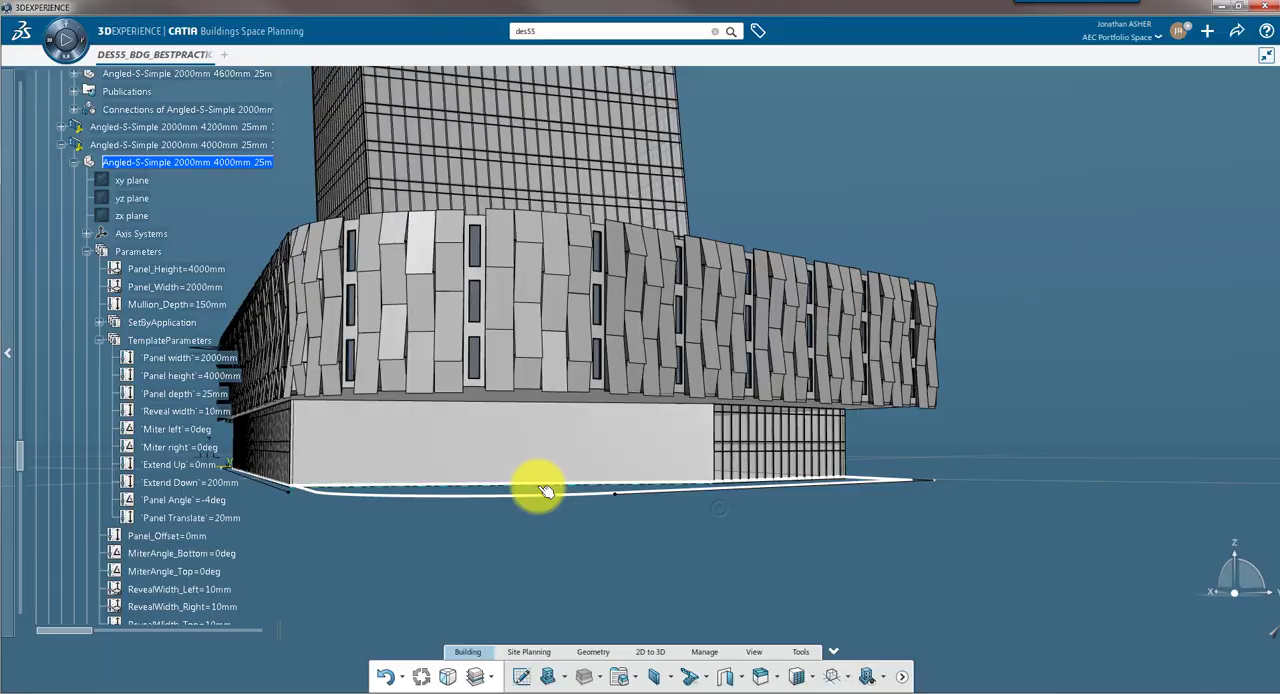 3DEXPERIENCE
3DEXPERIENCE | CATIA Buildings Space Planning
des55
Jonathan ASHER
AEC Portfolio Space
DES55_BDG_BESTPRACTI
Angled-S-Simple 2000mm 4600mm 25m
Publications
Connections of Angled-S-Simple 2000mm
Angled-S-Simple 2000mm 4200mm 25mm
Angled-S-Simple 2000mm 4000mm 25mm
Angled-S-Simple 2000mm 4000mm 25m
xy plane
yz plane
zx plane
Axis Systems
Parameters
Panel_Height=4000mm
Panel_Width=2000mm
Mullion_Depth=150mm
SetByApplication
TemplateParameters
`Panel width`=2000mm
`Panel height`=4000mm
`Panel depth`=25mm
`Reveal width`=10mm
`Miter left`=0deg
`Miter right`=0deg
`Extend Up`=0mm
`Extend Down`=200mm
`Panel Angle`=-4deg
`Panel Translate`=20mm
Panel_Offset=0mm
MiterAngle_Bottom=0deg
MiterAngle_Top=0deg
RevealWidth_Left=10mm
RevealWidth_Right=10mm
RevealWidth_Top=10mm
Z
X
Building Site Planning Geometry 2D to 3D Manage View Tools